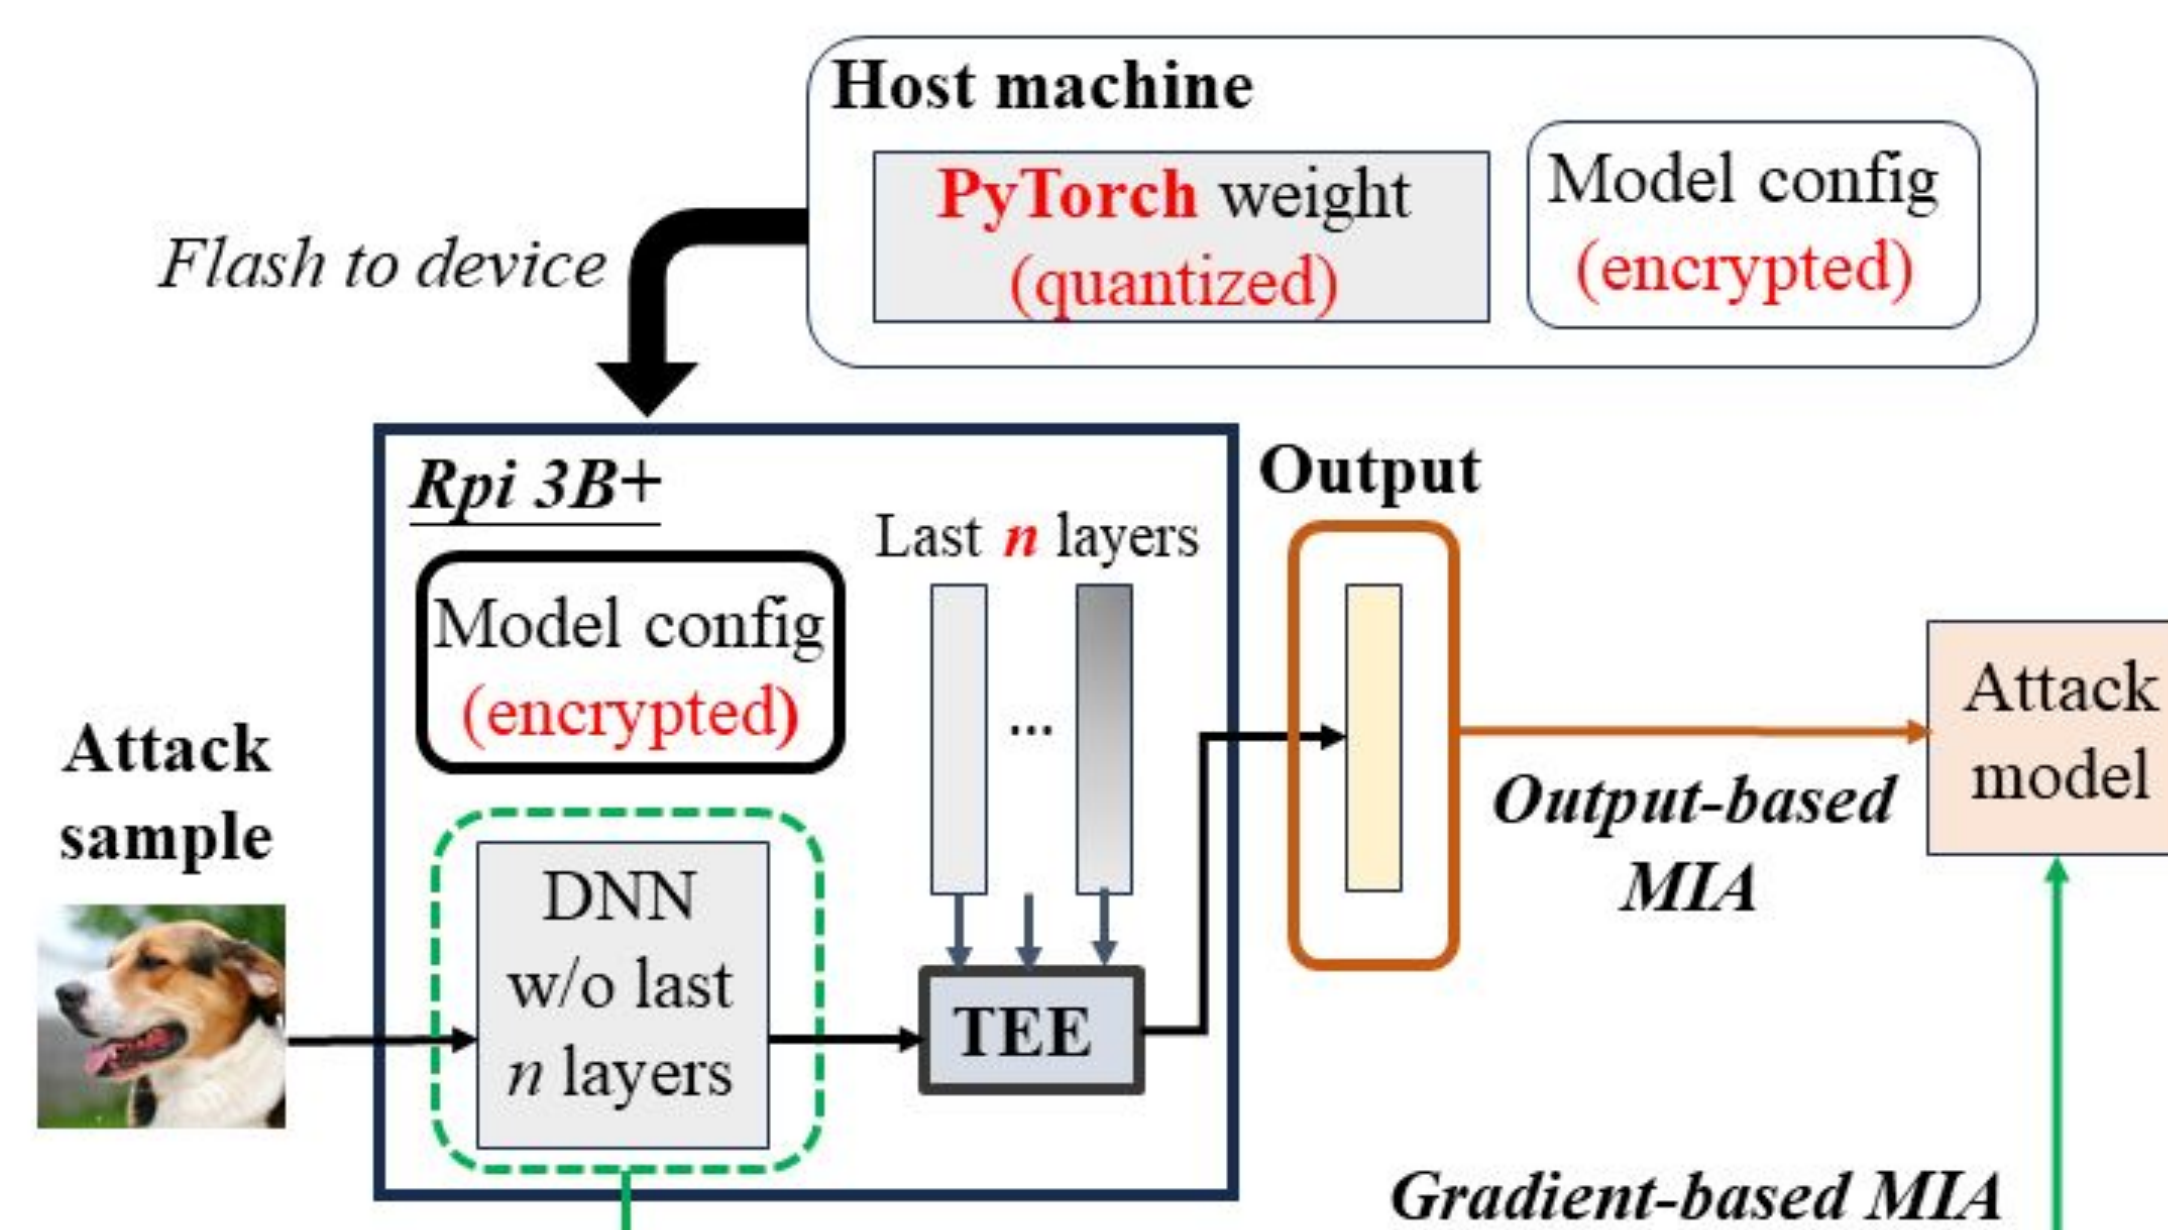 Host machine
PyTorch weight
(quantized)
Model config
(encrypted)
Flash to device
Rpi 3B+
Model config
(encrypted)
Last n layers
...
Output
Attack
sample
DNN
w/o last
n layers
TEE
Output-based
MIA
Attack
model
Gradient-based MIA